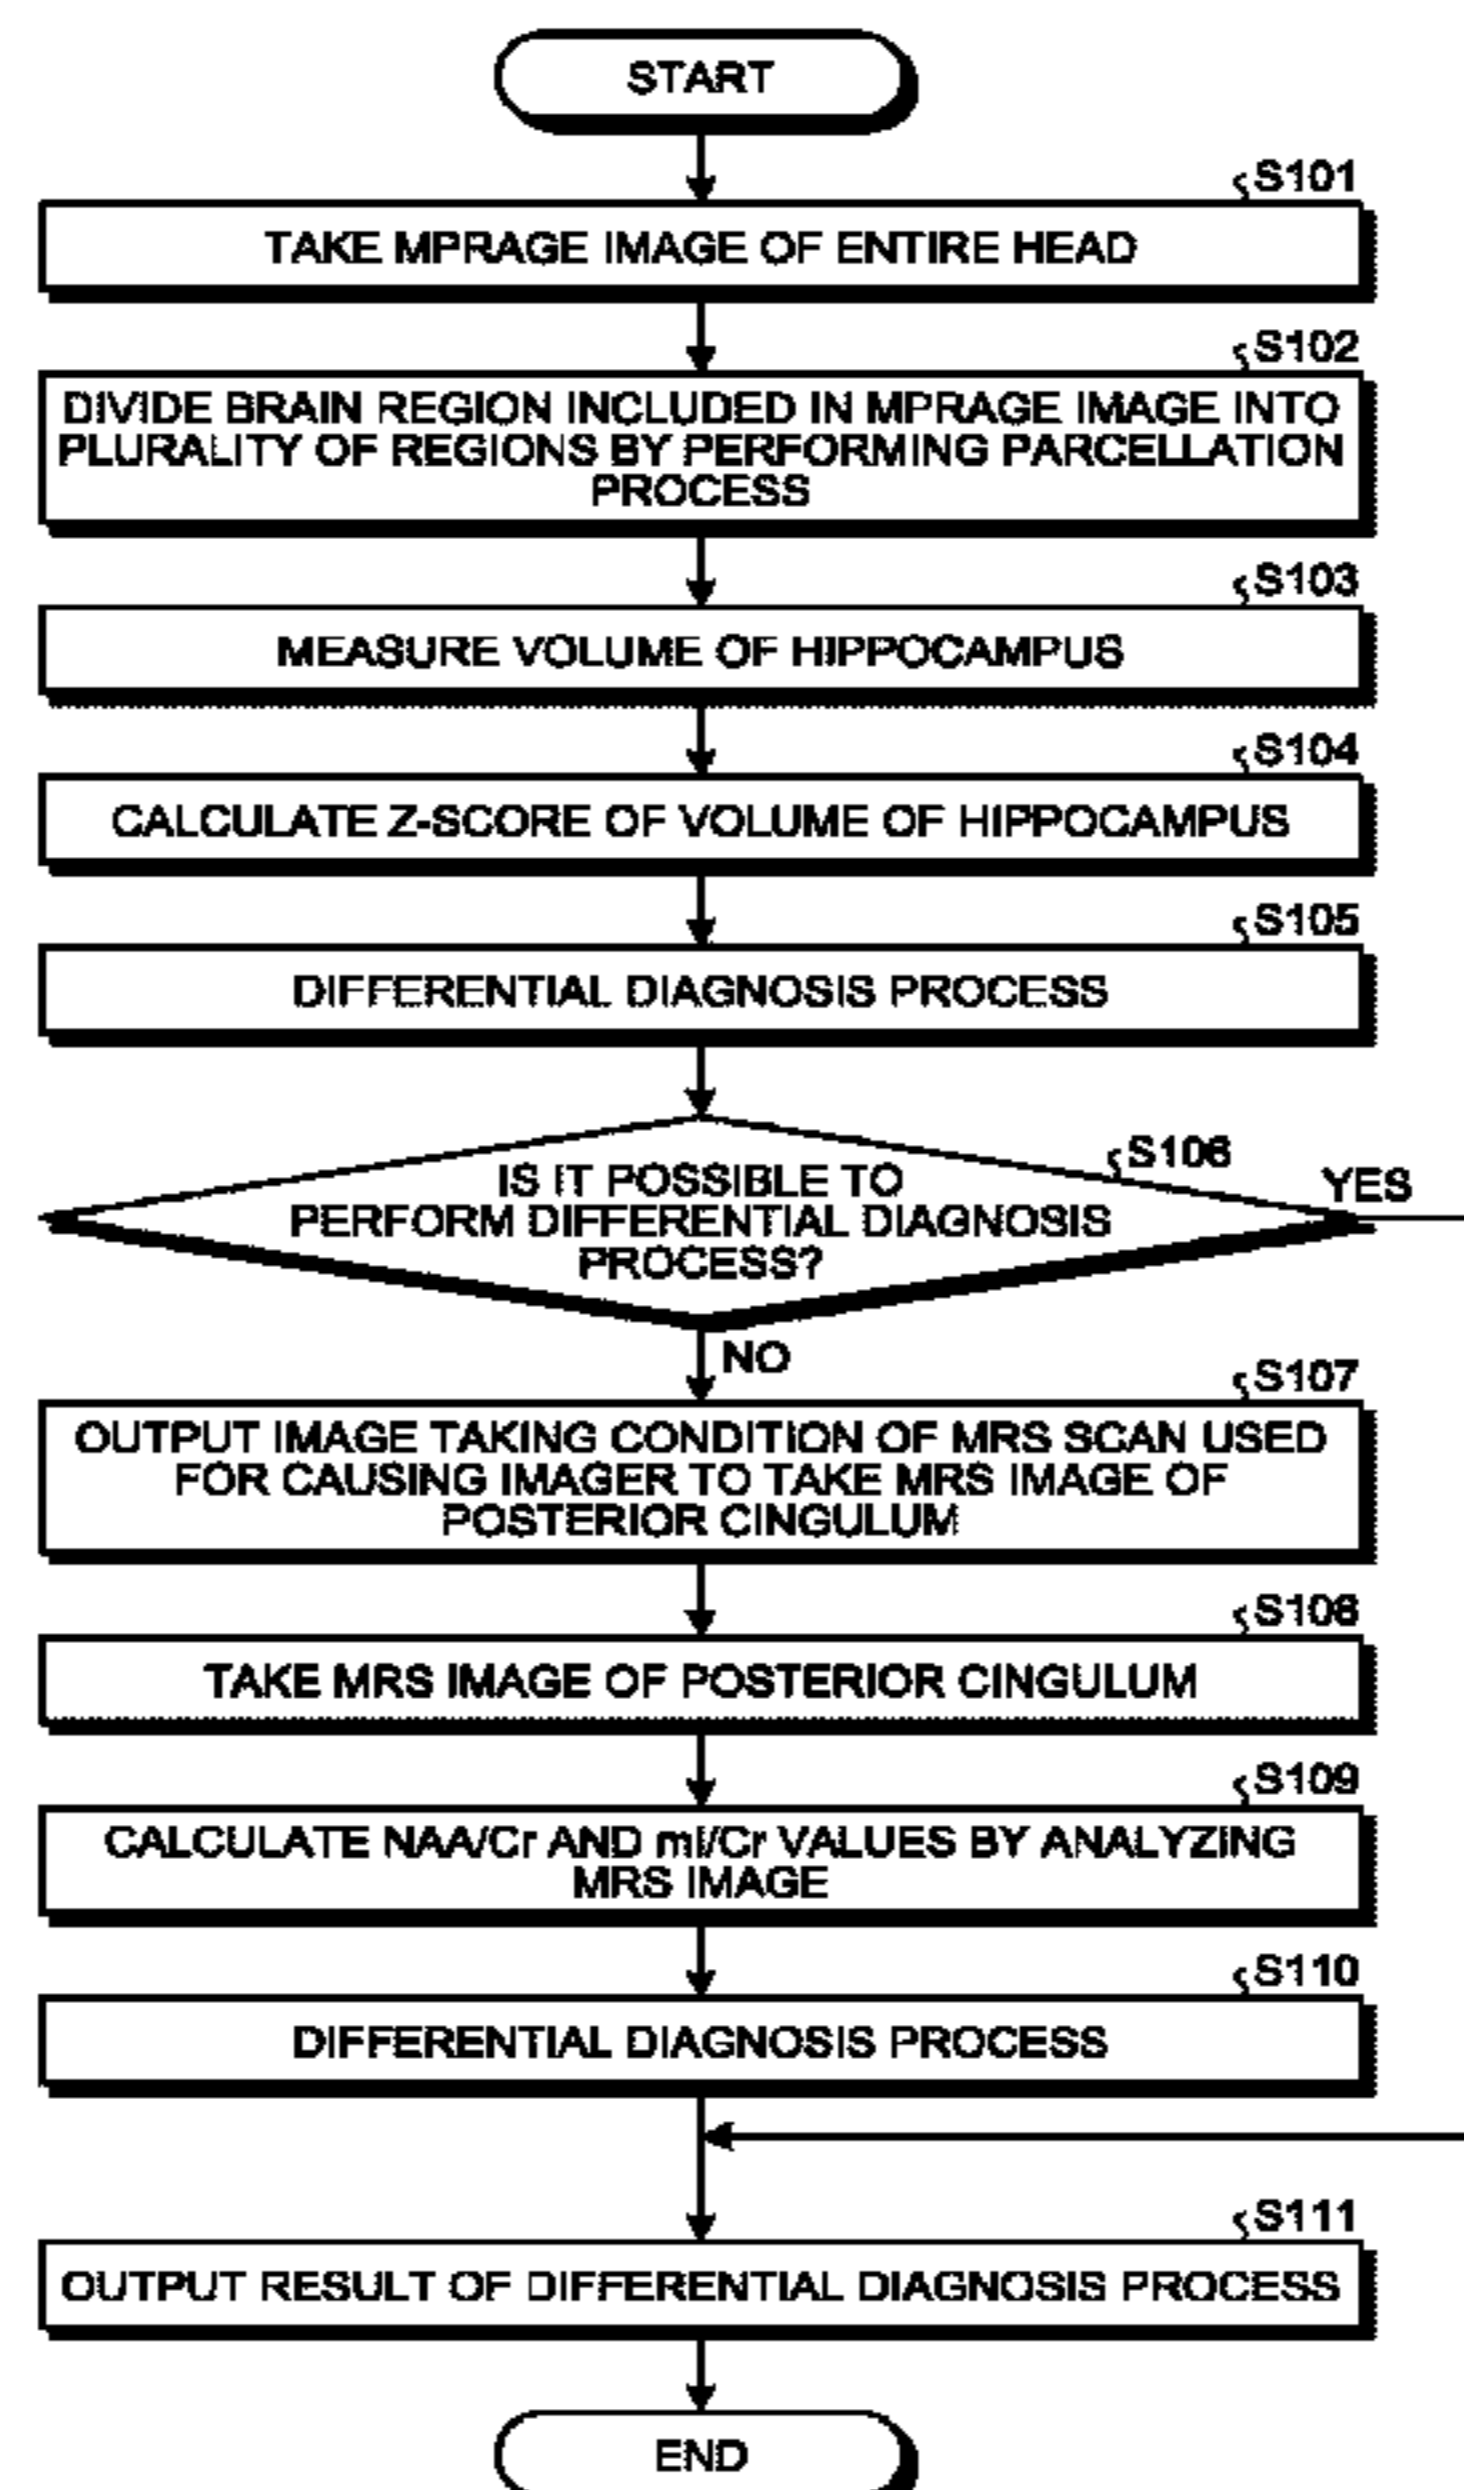 START
S101
TAKE MPRAGE IMAGE OF ENTIRE HEAD
S102
DIVIDE BRAIN REGION INCLUDED IN MPRAGE IMAGE INTO
PLURALITY OF REGIONS BY PERFORMING PARCELLATION
PROCESS
S103
MEASURE VOLUME OF HIPPOCAMPUS
S104
CALCULATE Z-SCORE OF VOLUME OF HIPPOCAMPUS
S105
DIFFERENTIAL DIAGNOSIS PROCESS
S106
IS IT POSSIBLE TO
PERFORM DIFFERENTIAL DIAGNOSIS
PROCESS?
YES
NO
S107
OUTPUT IMAGE TAKING CONDITION OF MRS SCAN USED
FOR CAUSING IMAGER TO TAKE MRS IMAGE OF
POSTERIOR CINGULUM
S108
TAKE MRS IMAGE OF POSTERIOR CINGULUM
S109
CALCULATE NAA/Cr AND mI/Cr VALUES BY ANALYZING
MRS IMAGE
S110
DIFFERENTIAL DIAGNOSIS PROCESS
S111
OUTPUT RESULT OF DIFFERENTIAL DIAGNOSIS PROCESS
END